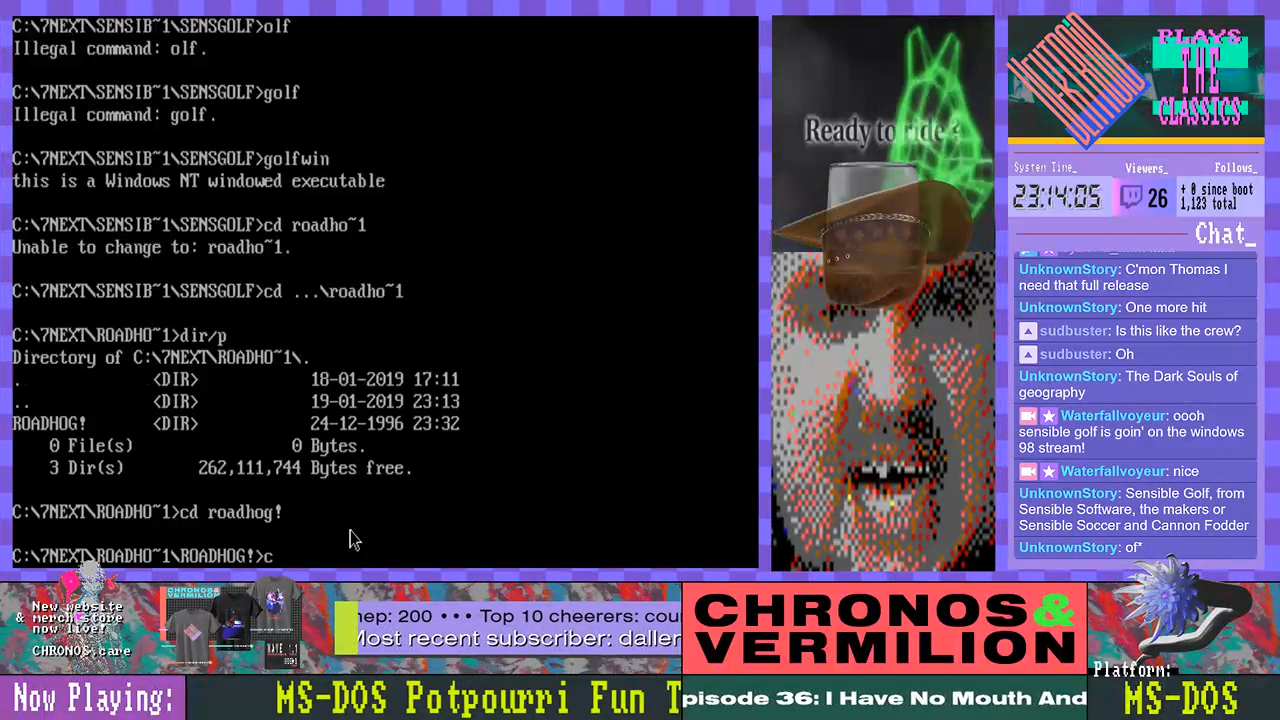 C:\7NEXT\SENSIB~1\SENSGOLF>olf
Illegal command: olf.
C:\7NEXT\SENSIB~1\SENSGOLF>golf
Illegal command: golf.
C:\7NEXT\SENSIB~1\SENSGOLF>golfwin
this is a Windows NT windowed executable
C:\7NEXT\SENSIB~1\SENSGOLF>cd roadho~1
Unable to change to: roadho~1.
C:\7NEXT\SENSIB~1\SENSGOLF>cd ...\roadho~1
C:\7NEXT\ROADHO~1>dir/p
Directory of C:\7NEXT\ROADHO~1\.
. <DIR> 18-01-2019 17:11
.. <DIR> 19-01-2019 23:13
ROADHOG! <DIR> 24-12-1996 23:32
0 File(s) 0 Bytes.
3 Dir(s) 262,111,744 Bytes free.
C:\7NEXT\ROADHO~1>cd roadhog!
C:\7NEXT\ROADHO~1\ROADHOG!>c
Ready to ride
PLAYS
THE
CLASSICS
System Time_ Viewers_ Follows_
23:14:05 26 + 0 since boot
1,123 total
Chat_
UnknownStory: C'mon Thomas I
need that full release
UnknownStory: One more hit
sudbuster: Is this like the crew?
sudbuster: Oh
UnknownStory: The Dark Souls of
geography
Waterfallvoyeur: oooh
sensible golf is goin' on the windows
98 stream!
Waterfallvoyeur: nice
UnknownStory: Sensible Golf, from
Sensible Software, the makers or
Sensible Soccer and Cannon Fodder
UnknownStory: of*
New website
& merch store
now live!
CHRONOS.care
200 ••• Top 10 cheerers: cou
Most recent subscriber: daller
CHRONOS&
VERMILION
Platform:
Now Playing:
MS-DOS Potpourri Fun T
pisode 36: I Have No Mouth And
MS-DOS